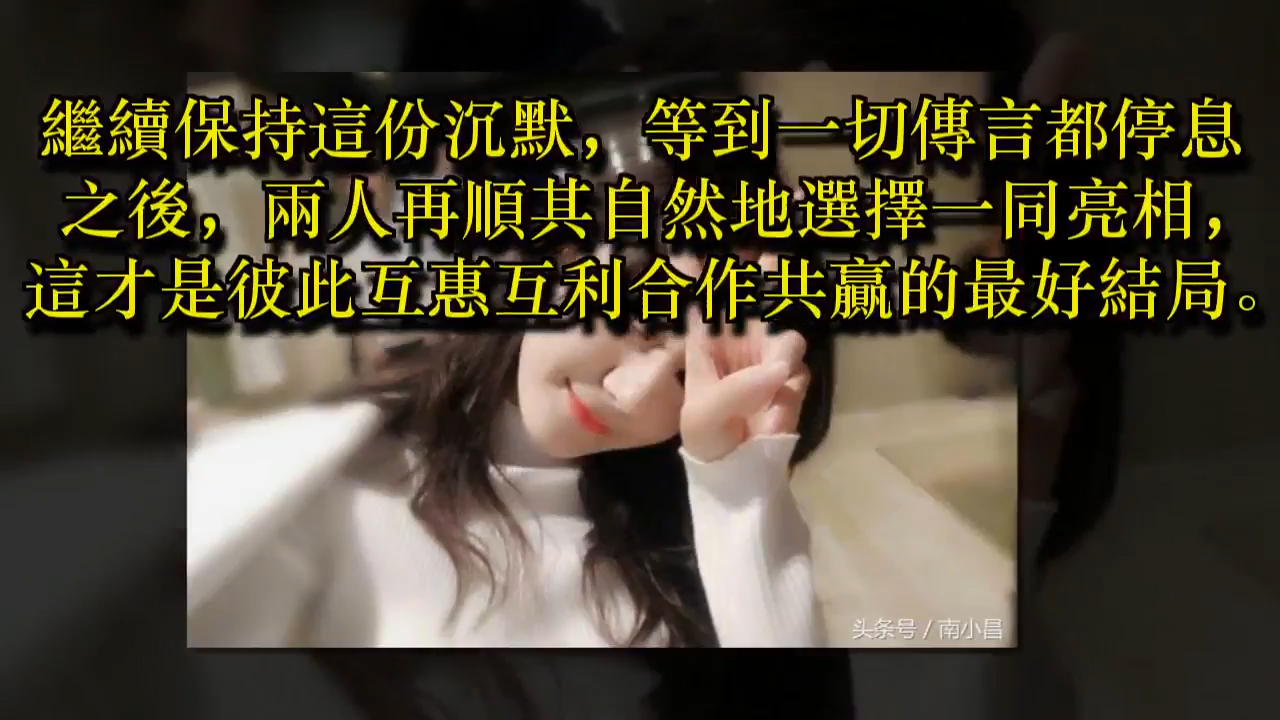 繼續保持這份沉默，等到一切傳言都停息
之後，兩人再順其自然地選擇一同亮相，
這才是彼此互惠互利合作共贏的最好結局。
头条号 / 南小昌